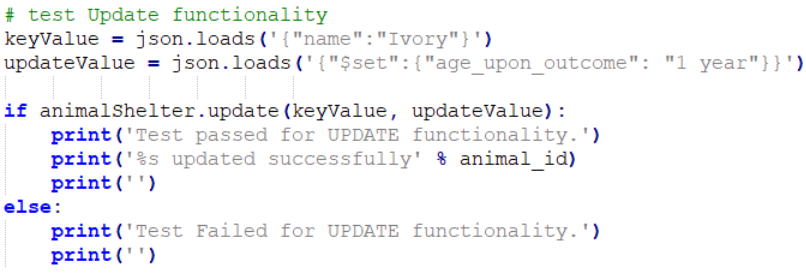 # test Update functionality
keyValue = json.loads('{"name":"Ivory"}')
updateValue = json.loads('{"$set":{"age_upon_outcome": "1 year"}}')
if animalShelter.update(keyValue, updateValue):
    print('Test passed for UPDATE functionality.')
    print('%s updated successfully' % animal_id)
    print('')
else:
    print('Test Failed for UPDATE functionality.')
    print('')